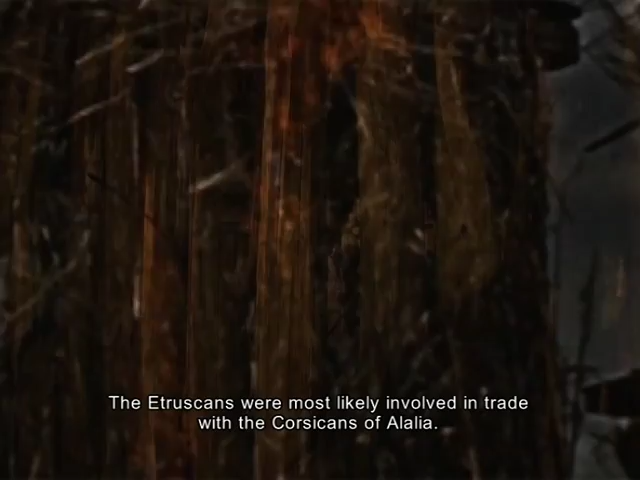 The Etruscans were most likely involved in trade
with the Corsicans of Alalia.